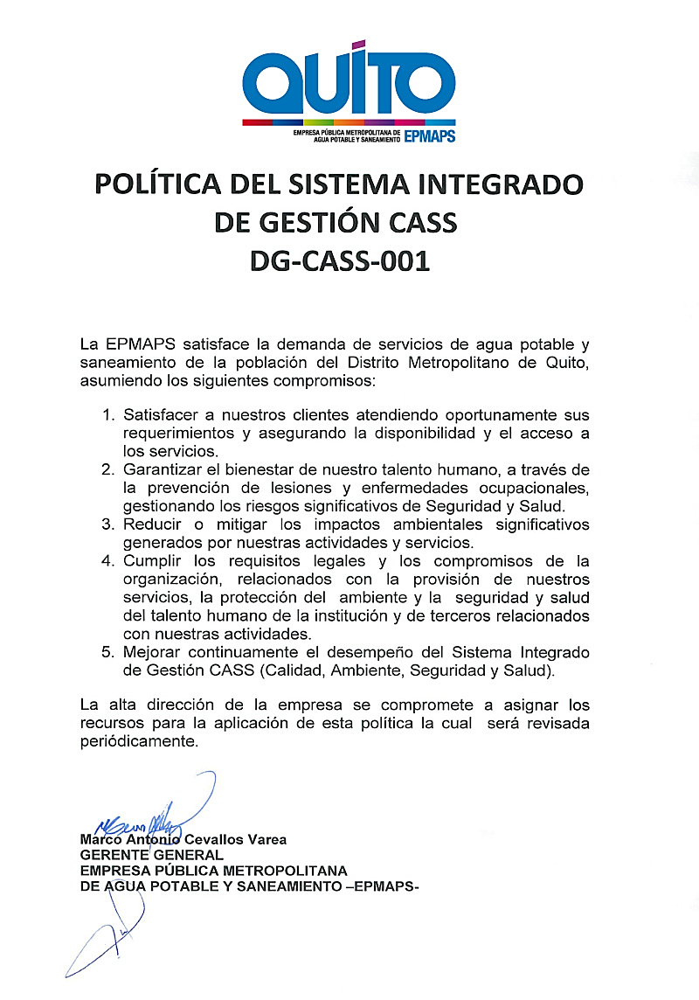 QUITO
EMPRESA PÚBLICA METROPOLITANA DE
AGUA POTABLE Y SANEAMIENTO EPMAPS
POLÍTICA DEL SISTEMA INTEGRADO
DE GESTIÓN CASS
DG-CASS-001
La EPMAPS satisface la demanda de servicios de agua potable y
saneamiento de la población del Distrito Metropolitano de Quito,
asumiendo los siguientes compromisos:
1. Satisfacer a nuestros clientes atendiendo oportunamente sus
requerimientos y asegurando la disponibilidad y el acceso a
los servicios.
2. Garantizar el bienestar de nuestro talento humano, a través de
la prevención de lesiones y enfermedades ocupacionales,
gestionando los riesgos significativos de Seguridad y Salud.
3. Reducir o mitigar los impactos ambientales significativos
generados por nuestras actividades y servicios.
4. Cumplir los requisitos legales y los compromisos de la
organización, relacionados con la provisión de nuestros
servicios, la protección del ambiente y la seguridad y salud
del talento humano de la institución y de terceros relacionados
con nuestras actividades.
5. Mejorar continuamente el desempeño del Sistema Integrado
de Gestión CASS (Calidad, Ambiente, Seguridad y Salud).
La alta dirección de la empresa se compromete a asignar los
recursos para la aplicación de esta política la cual será revisada
periódicamente.
Marco Antonio Cevallos Varea
GERENTE GENERAL
EMPRESA PÚBLICA METROPOLITANA
DE AGUA POTABLE Y SANEAMIENTO –EPMAPS-